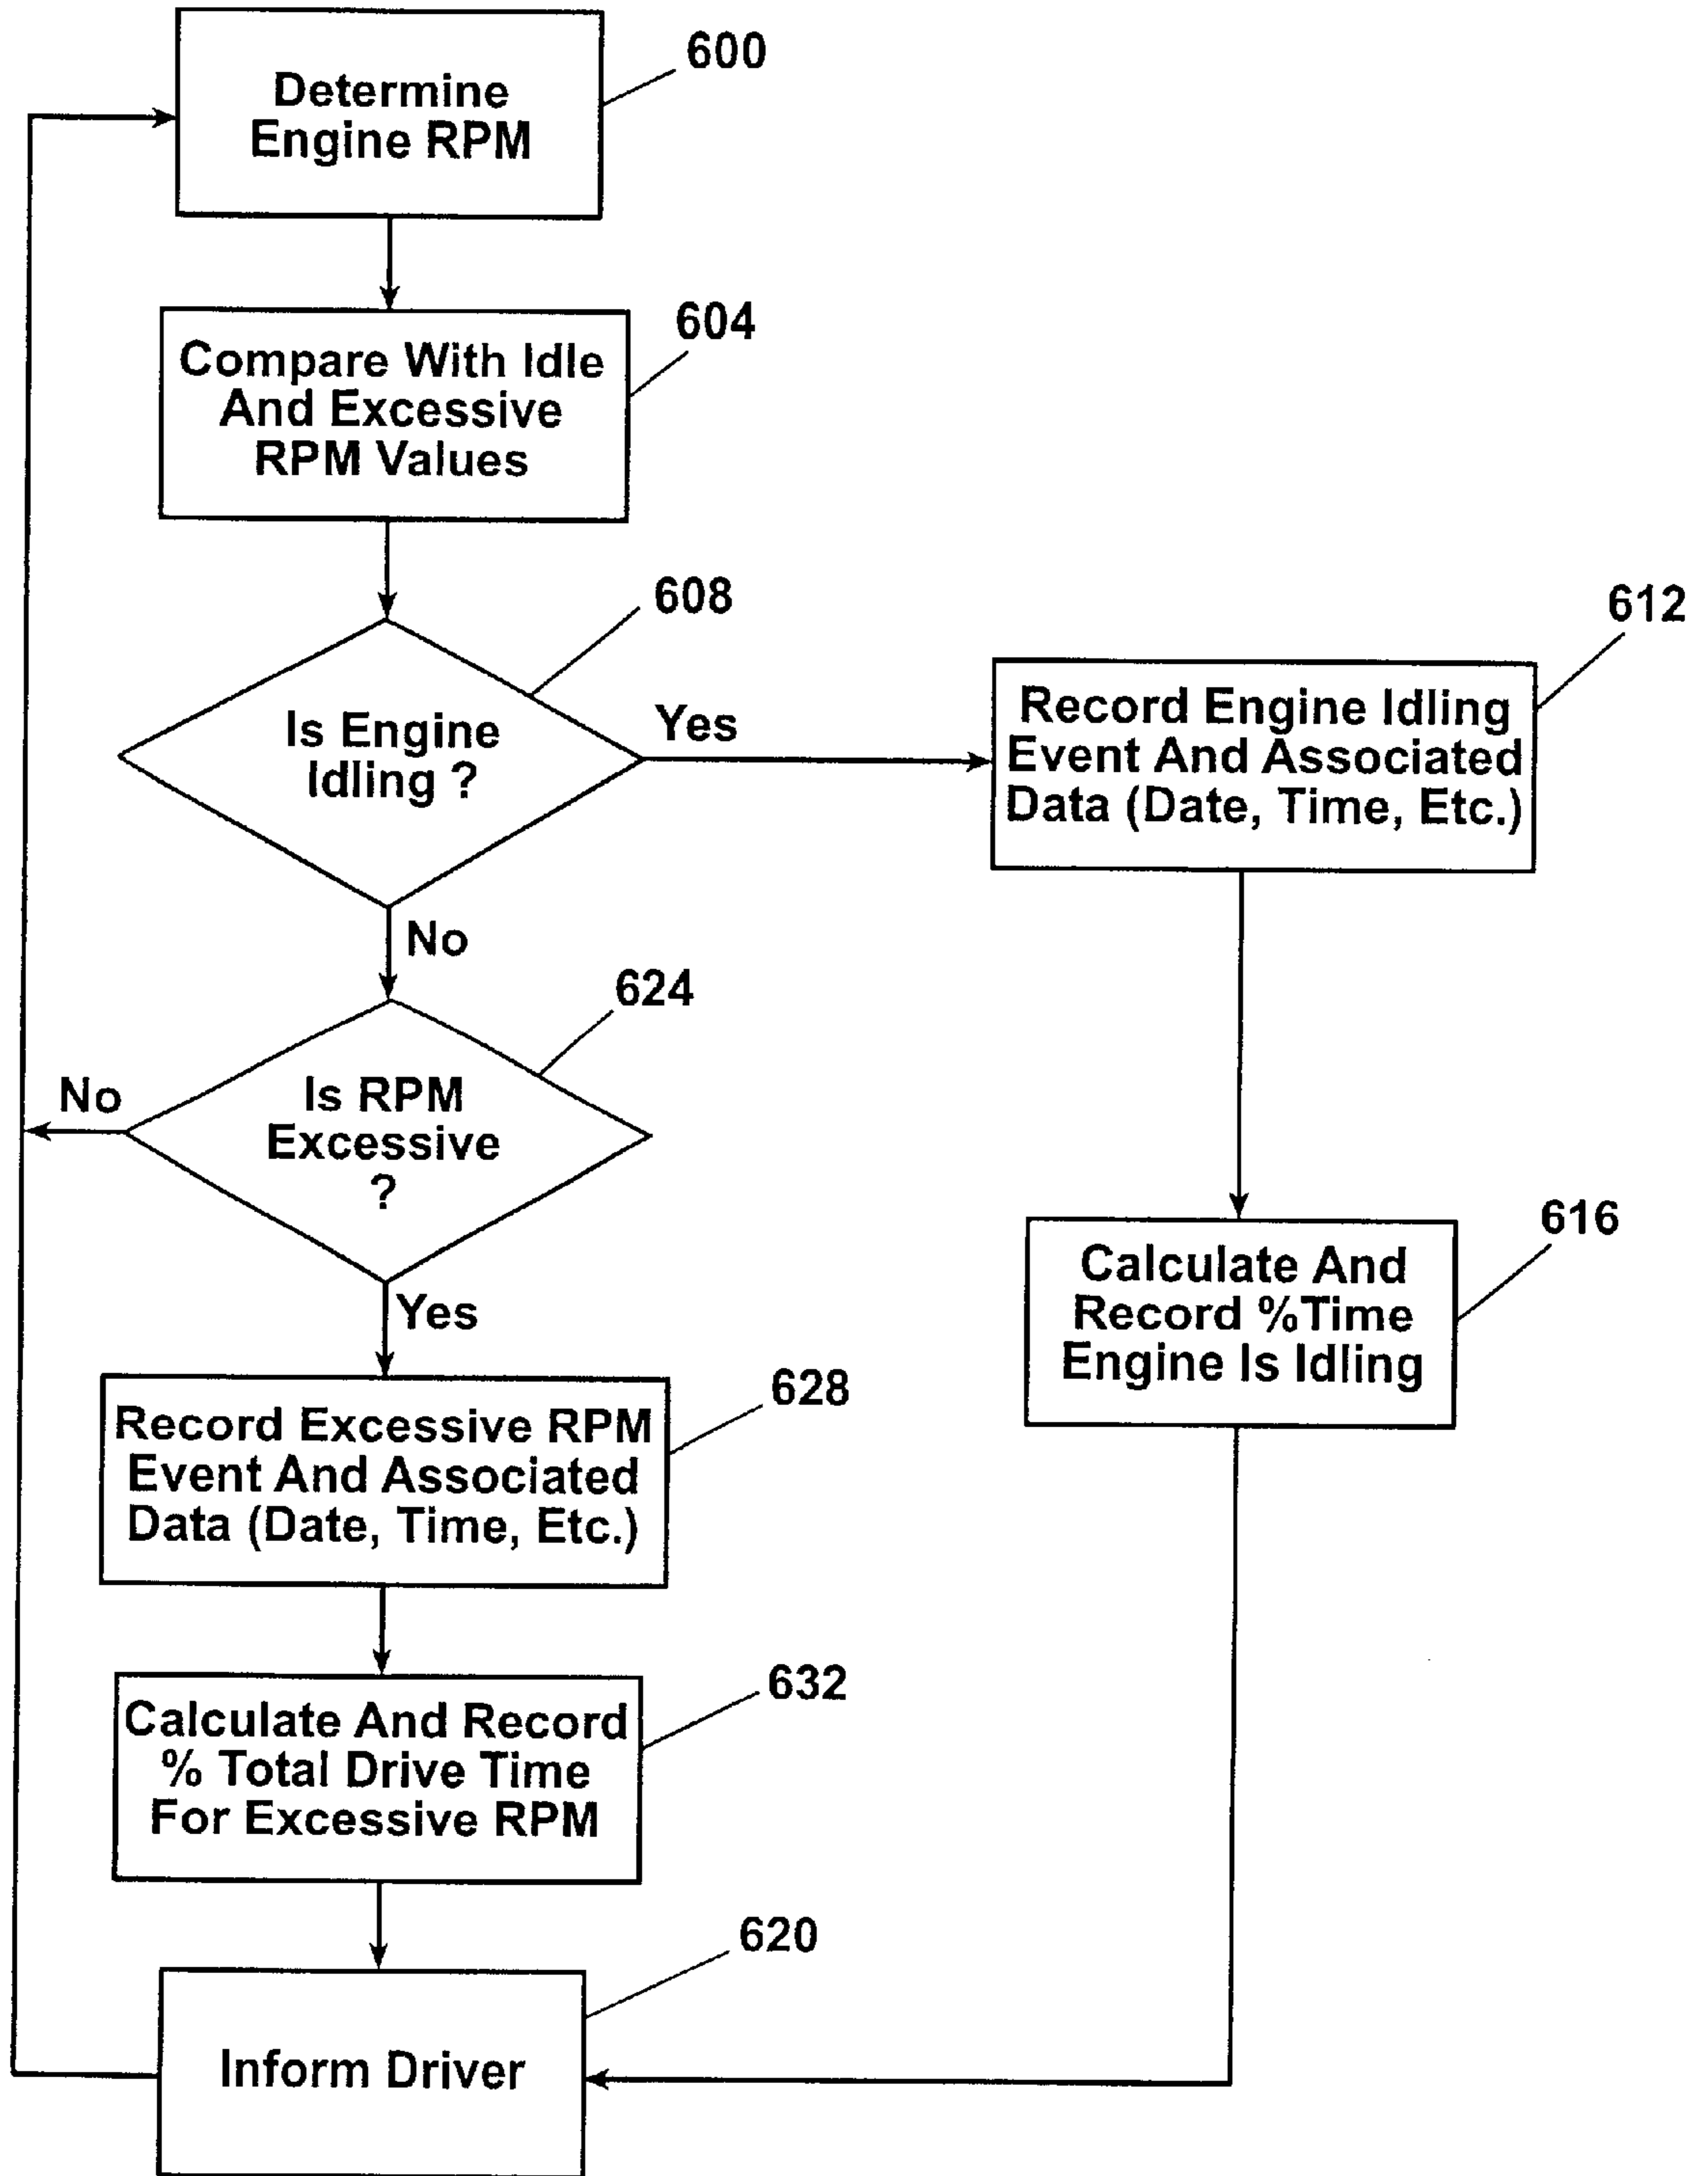 600
Determine
Engine RPM
604
Compare With Idle
And Excessive
RPM Values
608
Is Engine
Idling ?
Yes
612
Record Engine Idling
Event And Associated
Data (Date, Time, Etc.)
No
624
Is RPM
Excessive
?
No
616
Calculate And
Record %Time
Engine Is Idling
Yes
628
Record Excessive RPM
Event And Associated
Data (Date, Time, Etc.)
632
Calculate And Record
% Total Drive Time
For Excessive RPM
620
Inform Driver